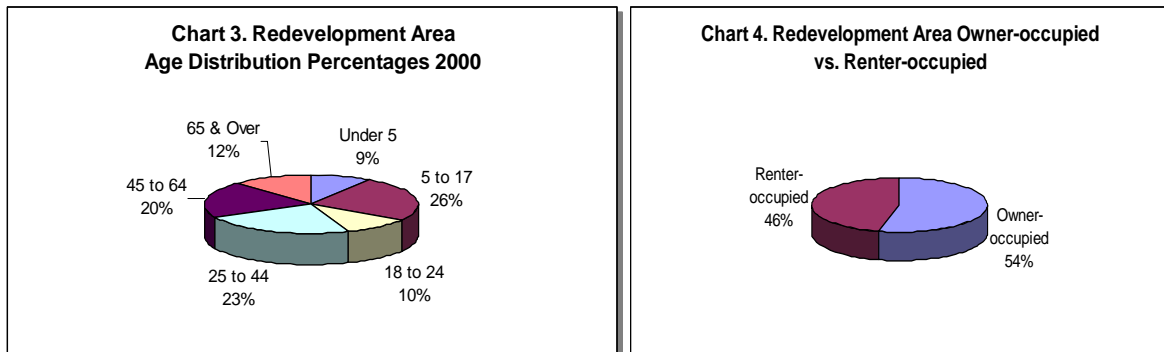 Chart 3. Redevelopment Area
Age Distribution Percentages 2000
65 & Over
12%
Under 5
9%
5 to 17
26%
45 to 64
20%
25 to 44
23%
18 to 24
10%
Chart 4. Redevelopment Area Owner-occupied
vs. Renter-occupied
Renter-
occupied
46%
Owner-
occupied
54%